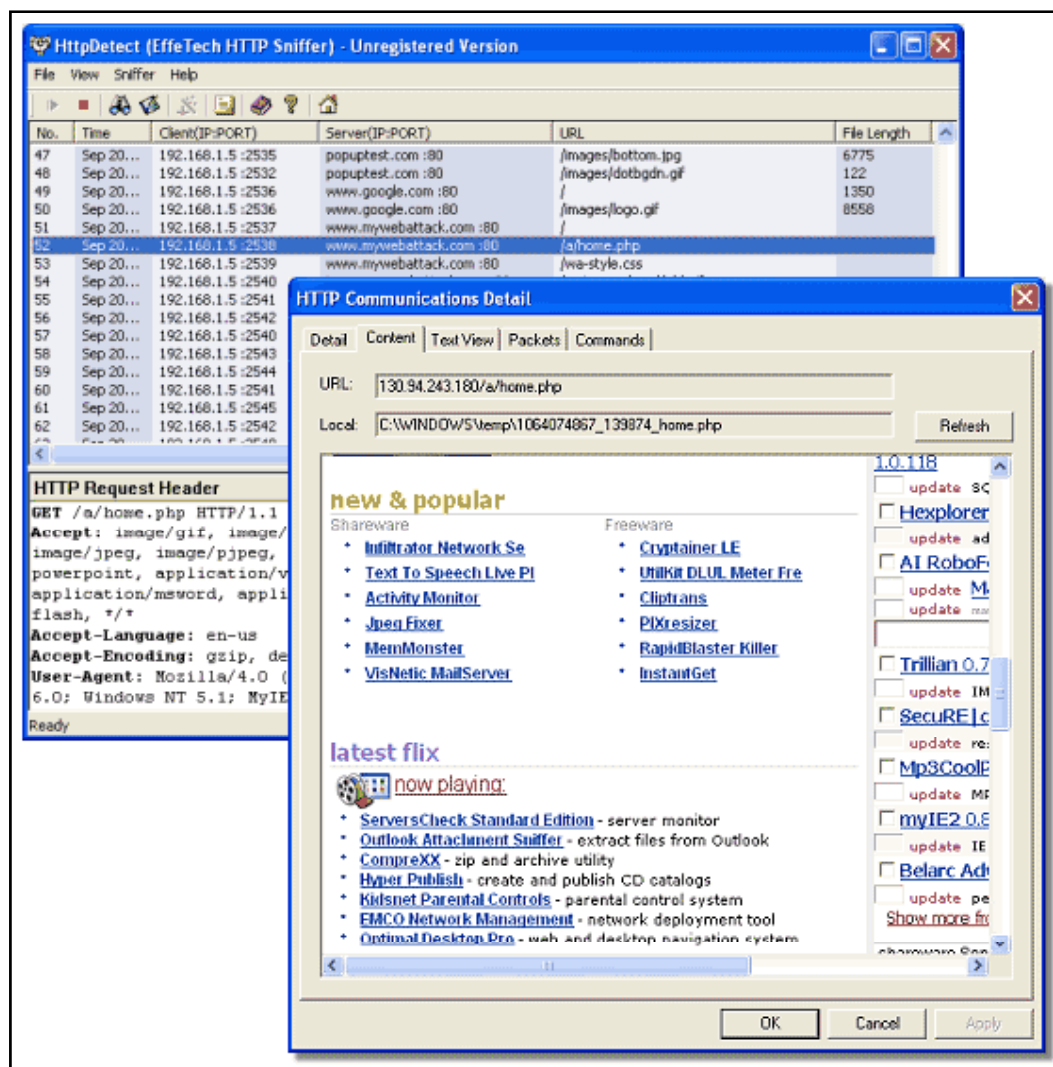 HttpDetect (EffeTech HTTP Sniffer) - Unregistered Version
File View Sniffer Help
No. Time Client(IP:PORT) Server(IP:PORT) URL File Length
47 Sep 20... 192.168.1.5 :2535 popuptest.com :80 /images/bottom.jpg 6775
48 Sep 20... 192.168.1.5 :2532 popuptest.com :80 /images/dotbgdn.gif 122
49 Sep 20... 192.168.1.5 :2536 www.google.com :80 / 1350
50 Sep 20... 192.168.1.5 :2536 www.google.com :80 /images/logo.gif 8558
51 Sep 20... 192.168.1.5 :2537 www.mywebattack.com :80 /
52 Sep 20... 192.168.1.5 :2538 www.mywebattack.com :80 /a/home.php
53 Sep 20... 192.168.1.5 :2539 www.mywebattack.com :80 /wa-style.css
54 Sep 20... 192.168.1.5 :2540
55 Sep 20... 192.168.1.5 :2541
56 Sep 20... 192.168.1.5 :2542
57 Sep 20... 192.168.1.5 :2540
58 Sep 20... 192.168.1.5 :2543
59 Sep 20... 192.168.1.5 :2544
60 Sep 20... 192.168.1.5 :2541
61 Sep 20... 192.168.1.5 :2545
62 Sep 20... 192.168.1.5 :2542
HTTP Request Header
GET /a/home.php HTTP/1.1
Accept: image/gif, image/
image/jpeg, image/pjpeg,
powerpoint, application/v
application/msword, appli
flash, */*
Accept-Language: en-us
Accept-Encoding: gzip, de
User-Agent: Mozilla/4.0 (
6.0; Windows NT 5.1; MyIE
Ready
HTTP Communications Detail
Detail Content Text View Packets Commands
URL: 130.94.243.180/a/home.php
Local: C:\WINDOWS\temp\1064074867_139874_home.php Refresh
new & popular
Shareware Freeware
Infiltrator Network Se Cryptainer LE
Text To Speech Live Pl UtilKit DLUL Meter Fre
Activity Monitor Cliptrans
Jpeg Fixer PIXresizer
MemMonster RapidBlaster Killer
VisNetic MailServer InstantGet
latest flix
now playing:
ServersCheck Standard Edition - server monitor
Outlook Attachment Sniffer - extract files from Outlook
CompreXX - zip and archive utility
Hyper Publish - create and publish CD catalogs
Kidsnet Parental Controls - parental control system
EMCO Network Management - network deployment tool
Optimal Desktop Pro - web and desktop navigation system
1.0.118
update SC
Hexplorer
update ad
AI RoboF
update Ma
update
Trillian 0.7
update IM
SecuRE|c
update re
Mp3CoolP
update MP
myIE2 0.8
update IE
Belarc Adv
update pe
Show more fr
OK Cancel Apply